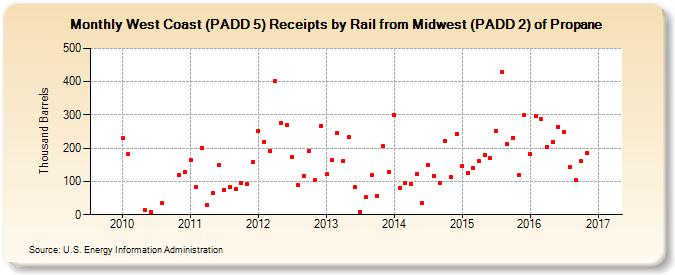 Monthly West Coast (PADD 5) Receipts by Rail from Midwest (PADD 2) of Propane
Thousand Barrels
500
400
300
200
100
0
2010 2011 2012 2013 2014 2015 2016 2017
Source: U.S. Energy Information Administration